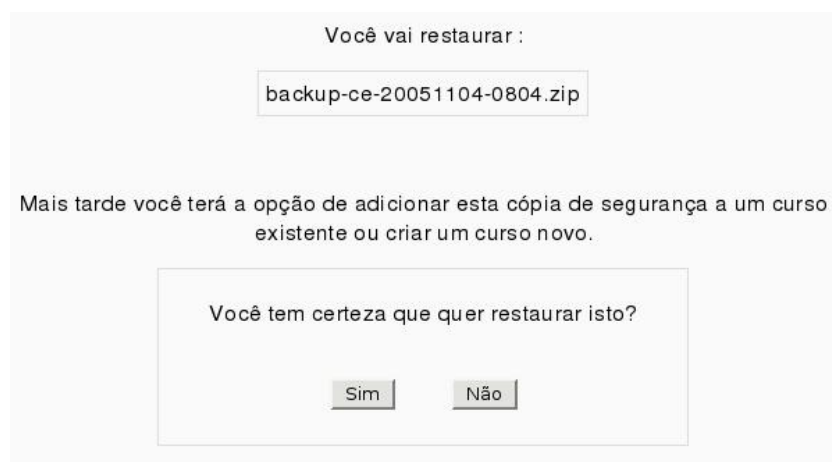 Você vai restaurar :
backup-ce-20051104-0804.zip
Mais tarde você terá a opção de adicionar esta cópia de segurança a um curso
existente ou criar um curso novo.
Você tem certeza que quer restaurar isto?
Sim
Não